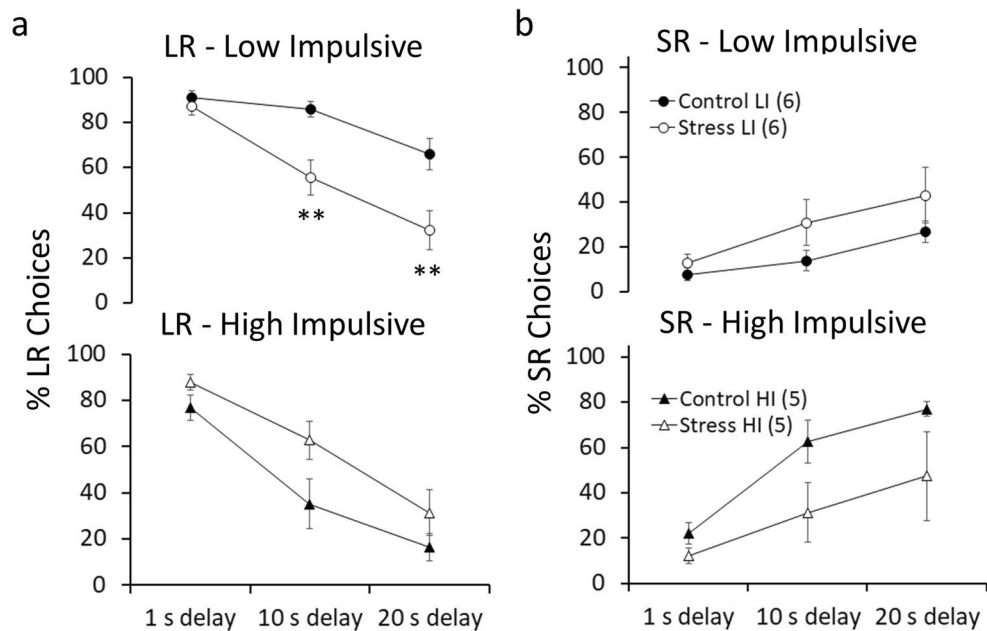 a
LR - Low Impulsive
100
80
60
40
20
0
**
**
LR - High Impulsive
100
80
60
40
20
0
1 s delay
10 s delay
20 s delay
% LR Choices
b
SR - Low Impulsive
100
80
60
40
20
0
Control LI (6)
Stress LI (6)
SR - High Impulsive
100
80
60
40
20
0
Control HI (5)
Stress HI (5)
1 s delay
10 s delay
20 s delay
% SR Choices